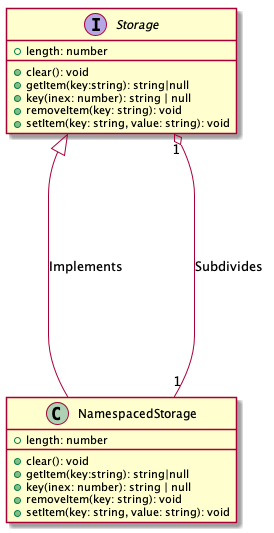 I Storage
length: number
clear(): void
getItem(key:string): string|null
key(inex: number): string | null
removeItem(key: string): void
setItem(key: string, value: string): void
1
Implements
Subdivides
1
C NamespacedStorage
length: number
clear(): void
getItem(key:string): string|null
key(inex: number): string | null
removeItem(key: string): void
setItem(key: string, value: string): void